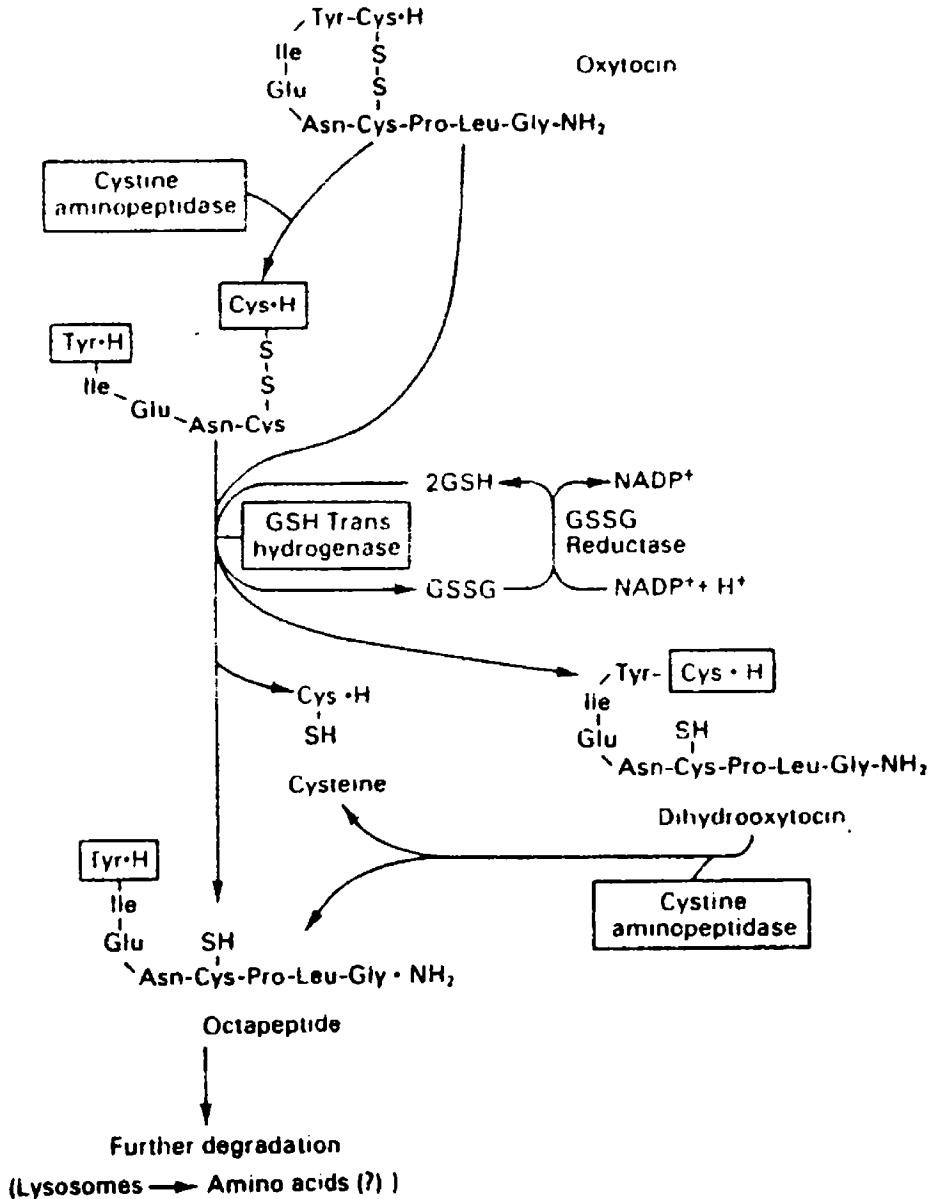 Tyr-Cys•H
Ile
S
Oxytocin
Glu
S
Asn-Cys-Pro-Leu-Gly-NH₂
Cystine
aminopeptidase
Cys•H
Tyr•H
S
Ile
S
Glu
Asn-Cys
2GSH
NADP⁺
GSH Trans
hydrogenase
GSSG
Reductase
GSSG
NADP⁺+ H⁺
Tyr- Cys • H
Cys •H
Ile
SH
Glu
SH
Asn-Cys-Pro-Leu-Gly-NH₂
Cysteine
Dihydrooxytocin
Tyr•H
Ile
Cystine
aminopeptidase
Glu
SH
Asn-Cys-Pro-Leu-Gly • NH₂
Octapeptide
Further degradation
(Lysosomes → Amino acids (?) )